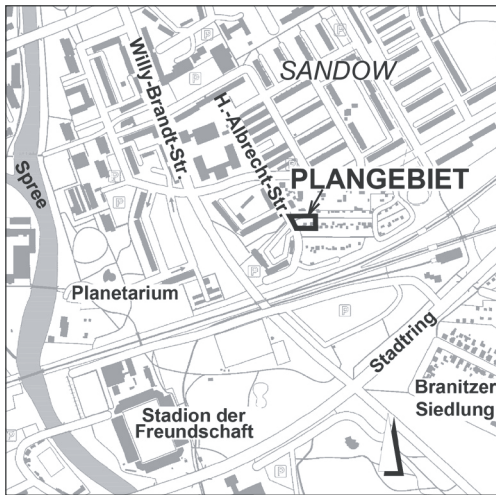 SANDOW
Willy-Brandt-Str.
H.-Albrecht-Str.
PLANGEBIET
Spree
Planetarium
Stadtring
Branitzer
Siedlung
Stadion der
Freundschaft
P
P
P
P
P
P
P
P